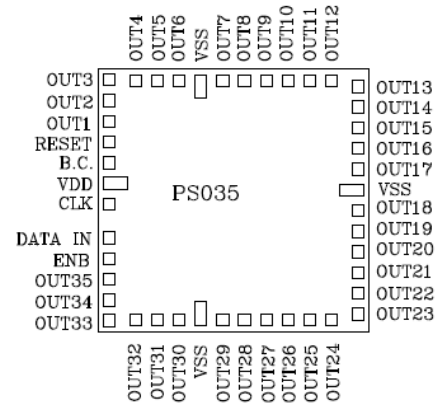 OUT4
OUT5
OUT6
VSS
OUT7
OUT8
OUT9
OUT10
OUT11
OUT12
OUT3
OUT2
OUT1
RESET
B.C.
VDD
CLK
DATA IN
ENB
OUT35
OUT34
OUT33
PS035
OUT13
OUT14
OUT15
OUT16
OUT17
VSS
OUT18
OUT19
OUT20
OUT21
OUT22
OUT23
OUT32
OUT31
OUT30
VSS
OUT29
OUT28
OUT27
OUT26
OUT25
OUT24